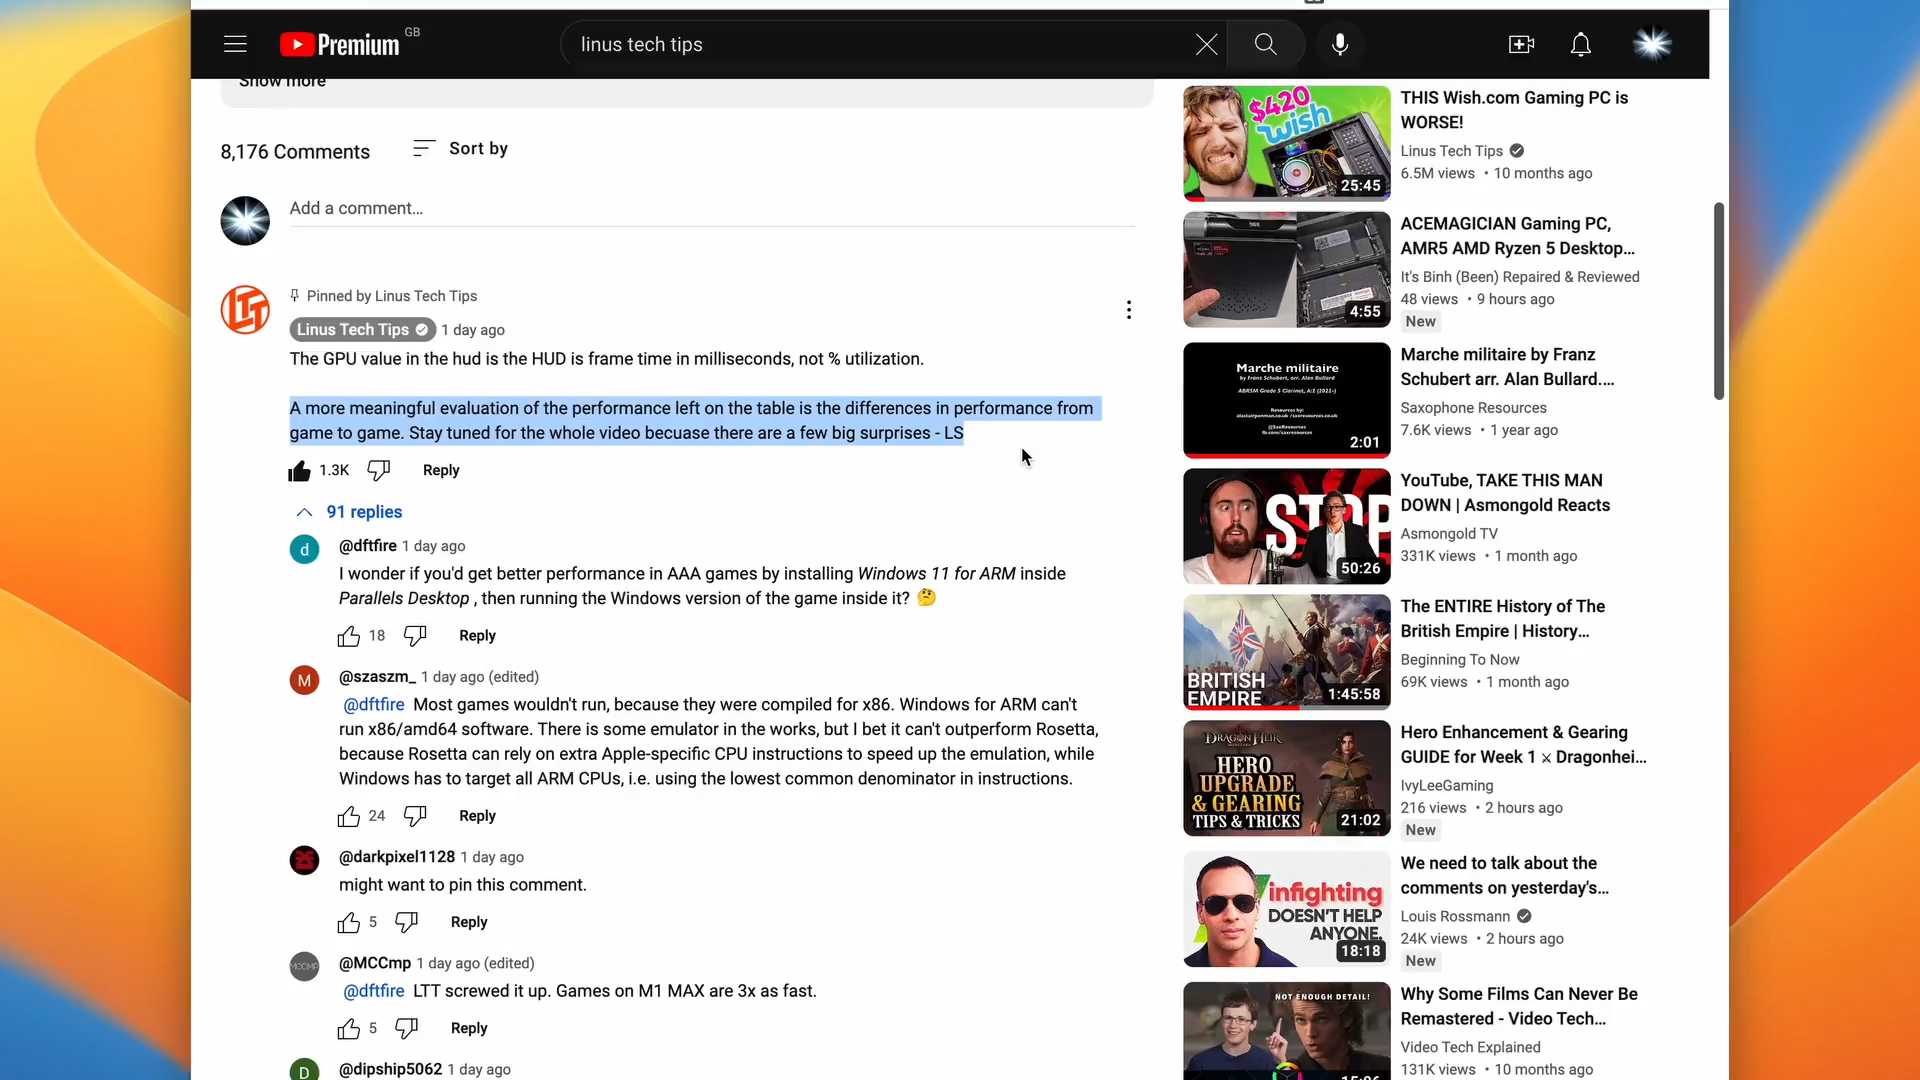 Premium GB
linus tech tips
Show more
8,176 Comments
Sort by
Add a comment...
Pinned by Linus Tech Tips
Linus Tech Tips 1 day ago
The GPU value in the hud is the HUD is frame time in milliseconds, not % utilization.
A more meaningful evaluation of the performance left on the table is the differences in performance from
game to game. Stay tuned for the whole video becuase there are a few big surprises - LS
1.3K Reply
91 replies
d
@dftfire 1 day ago
I wonder if you'd get better performance in AAA games by installing Windows 11 for ARM inside
Parallels Desktop , then running the Windows version of the game inside it? 🤔
18 Reply
M
@szaszm_ 1 day ago (edited)
@dftfire Most games wouldn't run, because they were compiled for x86. Windows for ARM can't
run x86/amd64 software. There is some emulator in the works, but I bet it can't outperform Rosetta,
because Rosetta can rely on extra Apple-specific CPU instructions to speed up the emulation, while
Windows has to target all ARM CPUs, i.e. using the lowest common denominator in instructions.
24 Reply
@darkpixel1128 1 day ago
might want to pin this comment.
5 Reply
MCCMP
@MCCmp 1 day ago (edited)
@dftfire LTT screwed it up. Games on M1 MAX are 3x as fast.
5 Reply
D
@dipship5062 1 day ago
$420
wish
25:45
THIS Wish.com Gaming PC is
WORSE!
Linus Tech Tips
6.5M views • 10 months ago
4:55
ACEMAGICIAN Gaming PC,
AMR5 AMD Ryzen 5 Desktop...
It's Binh (Been) Repaired & Reviewed
48 views • 9 hours ago
New
Marche militaire
by Franz Schubert, arr. Alan Bullard
ABRSM Grade 5 Clarinet, A:2 (2022-)
Resources by:
2:01
Marche militaire by Franz
Schubert arr. Alan Bullard....
Saxophone Resources
7.6K views • 1 year ago
STOP
50:26
YouTube, TAKE THIS MAN
DOWN | Asmongold Reacts
Asmongold TV
331K views • 1 month ago
BRITISH
EMPIRE
1:45:58
The ENTIRE History of The
British Empire | History...
Beginning To Now
69K views • 1 month ago
DRAGONHEIR
HERO
UPGRADE
& GEARING
TIPS & TRICKS
21:02
Hero Enhancement & Gearing
GUIDE for Week 1 ⚔ Dragonhei...
IvyLeeGaming
216 views • 2 hours ago
New
infighting
DOESN'T HELP
ANYONE.
18:18
We need to talk about the
comments on yesterday's...
Louis Rossmann
24K views • 2 hours ago
New
NOT ENOUGH DETAIL!
Why Some Films Can Never Be
Remastered - Video Tech...
Video Tech Explained
131K views • 10 months ago